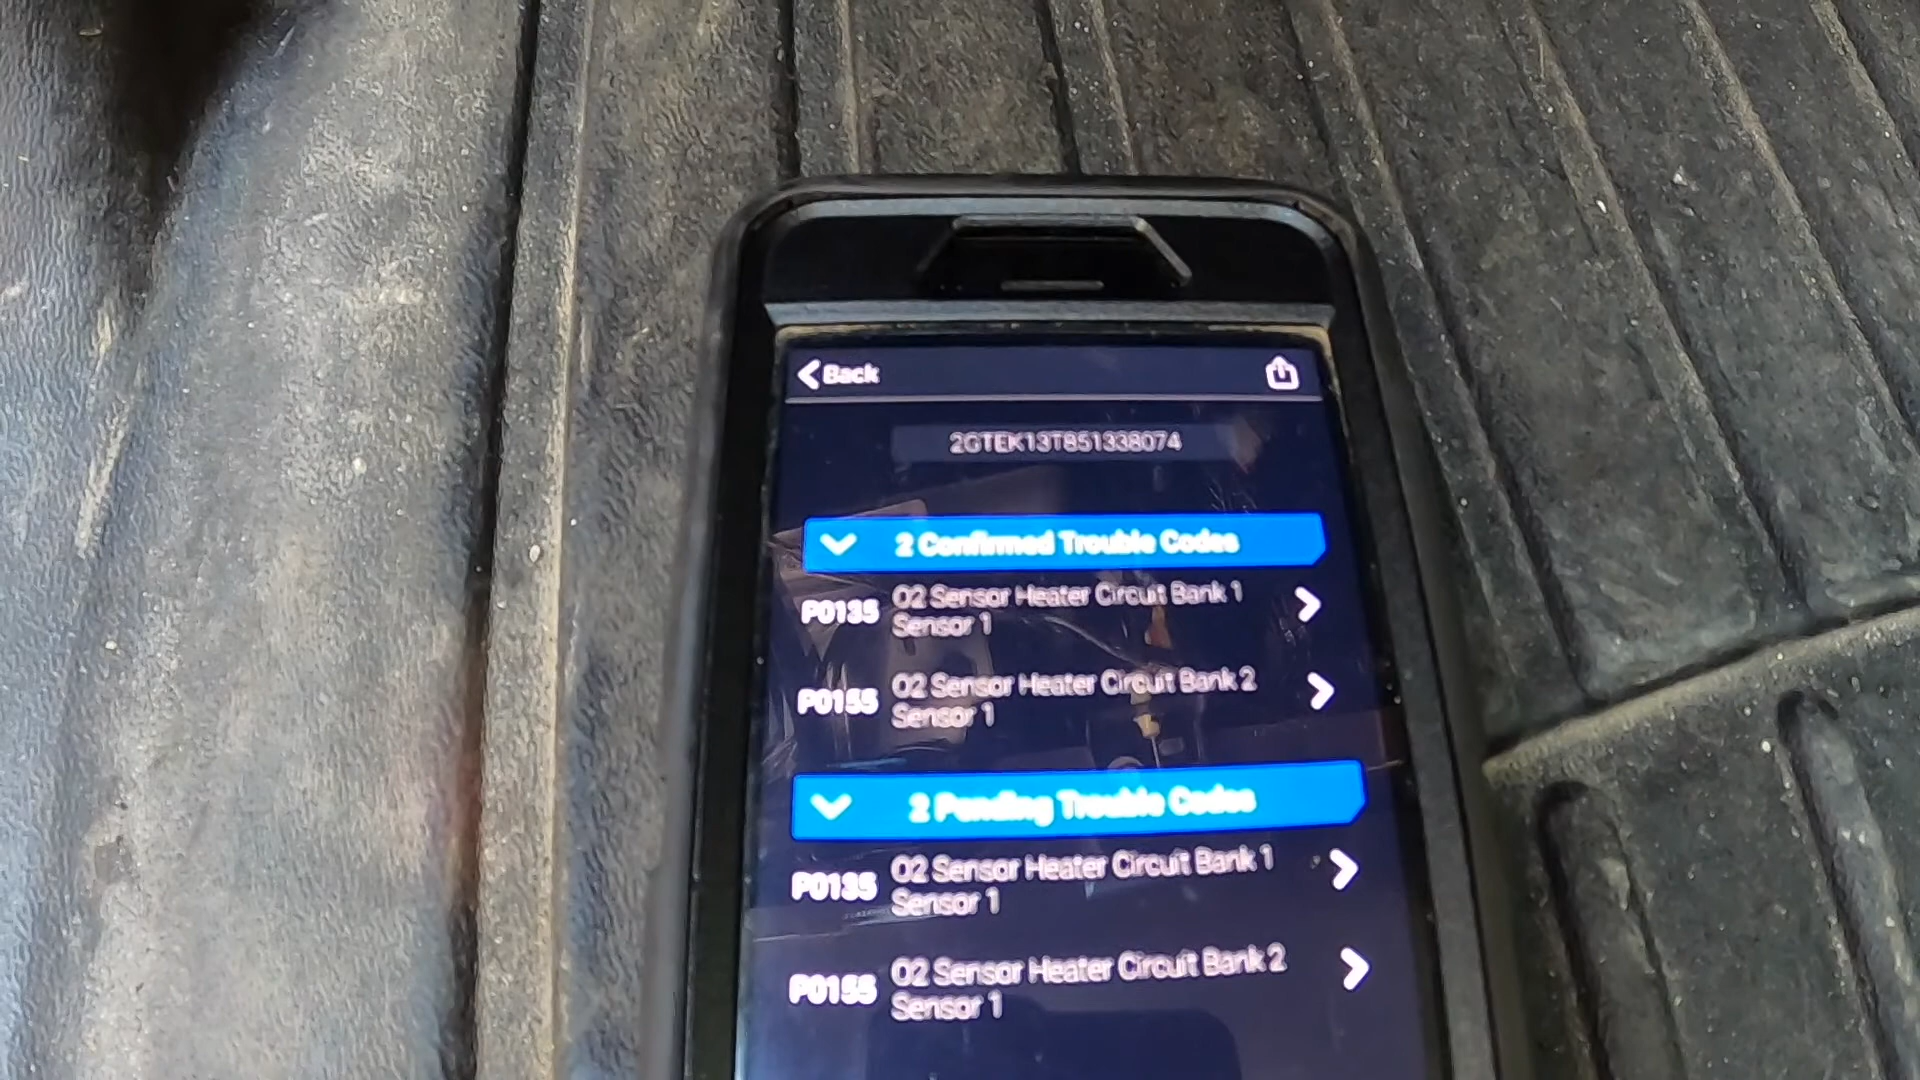 Back
2GTEK13T851338074
2 Confirmed Trouble Codes
P0135 O2 Sensor Heater Circuit Bank 1
Sensor 1
P0155 O2 Sensor Heater Circuit Bank 2
Sensor 1
2 Pending Trouble Codes
P0135 O2 Sensor Heater Circuit Bank 1
Sensor 1
P0155 O2 Sensor Heater Circuit Bank 2
Sensor 1